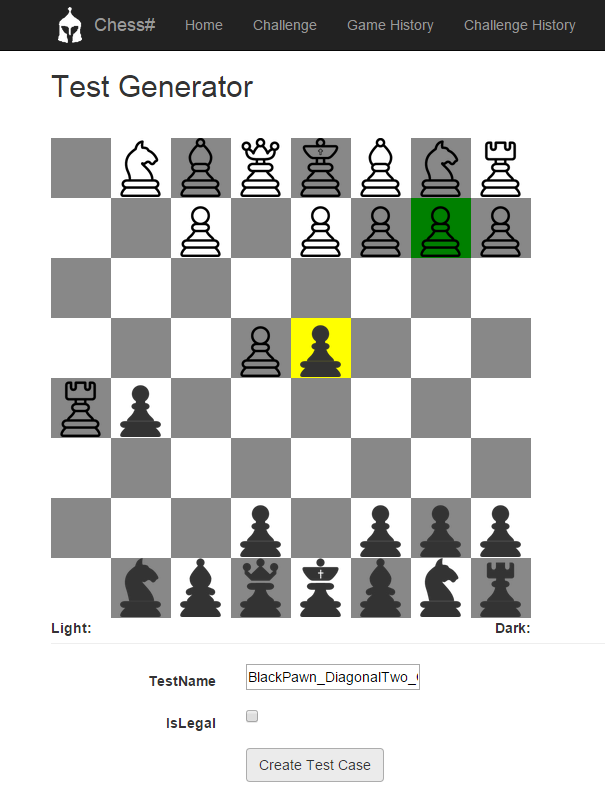 Chess# Home Challenge Game History Challenge History
Test Generator
Light: Dark:
TestName BlackPawn_DiagonalTwo_
IsLegal
Create Test Case